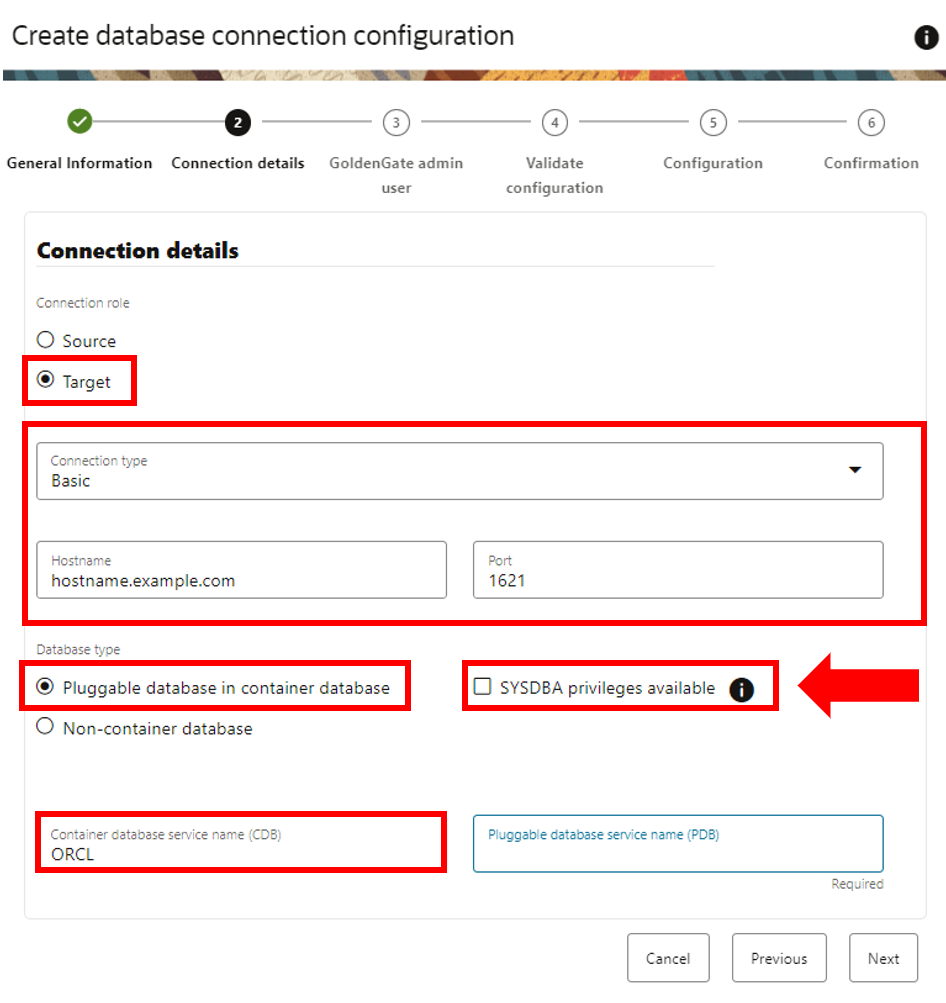 Create database connection configuration
i
2
3
4
5
6
General Information
Connection details
GoldenGate admin
user
Validate
configuration
Configuration
Confirmation
Connection details
Connection role
Source
Target
Connection type
Basic
Hostname
hostname.example.com
Port
1621
Database type
Pluggable database in container database
SYSDBA privileges available
i
Non-container database
Container database service name (CDB)
ORCL
Pluggable database service name (PDB)
Required
Cancel
Previous
Next